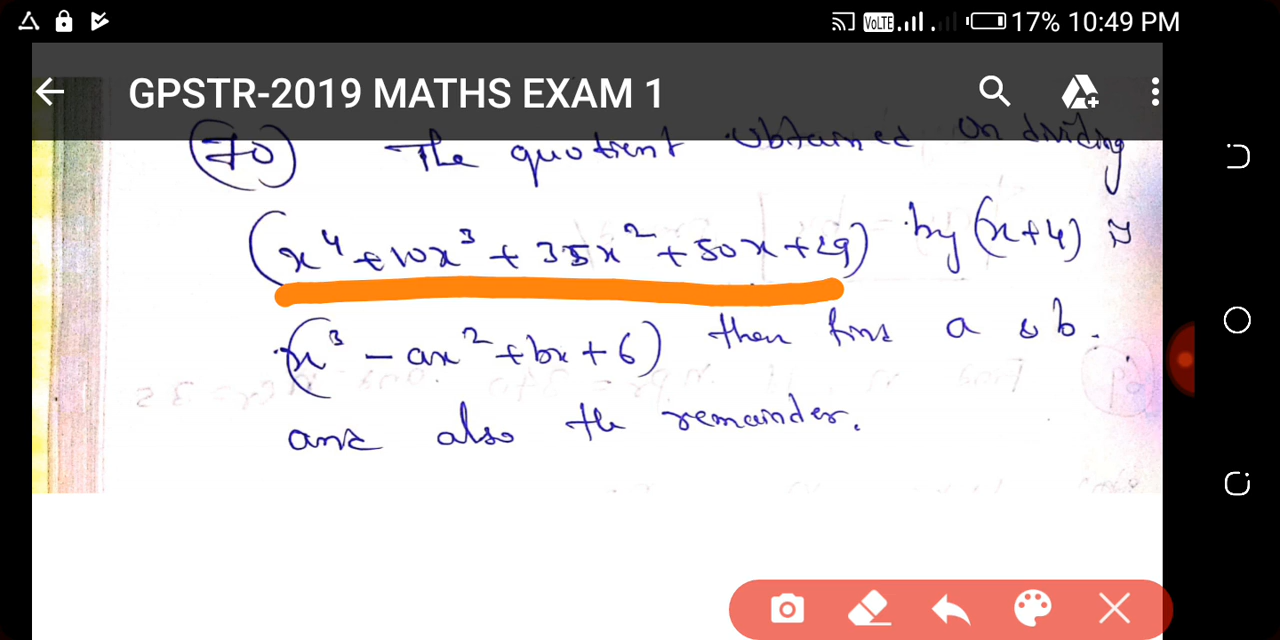 VoLTE 17% 10:49 PM
GPSTR-2019 MATHS EXAM 1
70) The quotient obtained on dividing
(x⁴ + 10x³ + 35x² + 50x + 29) by (x+4) is
(x³ - ax² + bx + 6) then find a & b.
and also the remainder.